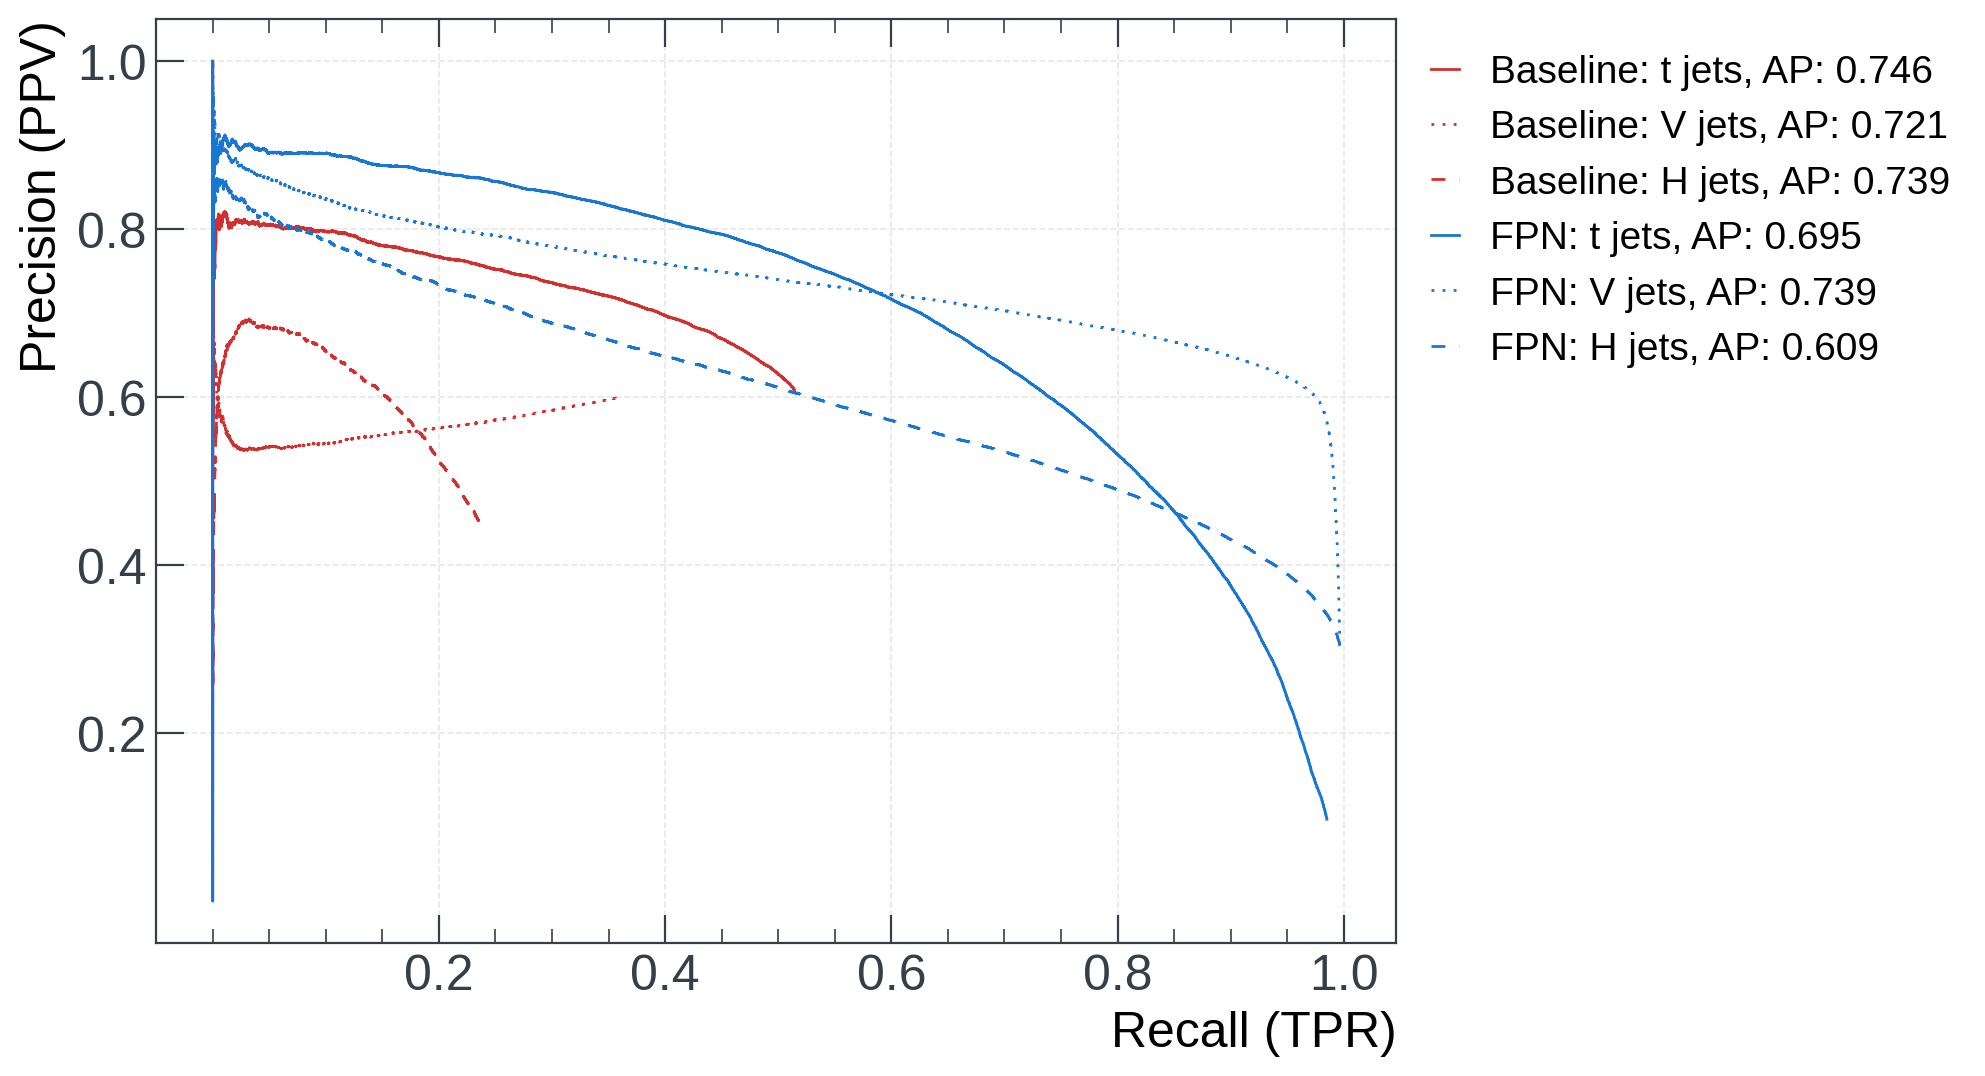 Precision (PPV)
1.0
0.8
0.6
0.4
0.2
0.2 0.4 0.6 0.8 1.0
Recall (TPR)
Baseline: t jets, AP: 0.746
Baseline: V jets, AP: 0.721
Baseline: H jets, AP: 0.739
FPN: t jets, AP: 0.695
FPN: V jets, AP: 0.739
FPN: H jets, AP: 0.609